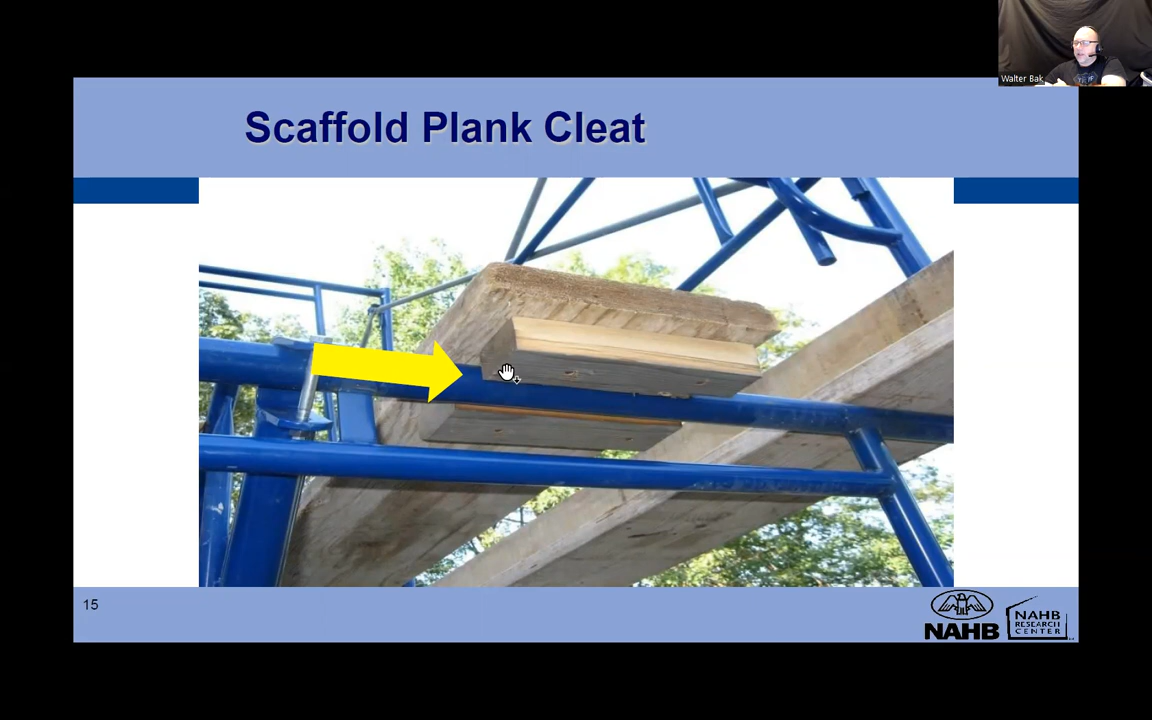 Walter Bak
Scaffold Plank Cleat
15
NAHB
NAHB
RESEARCH
CENTER